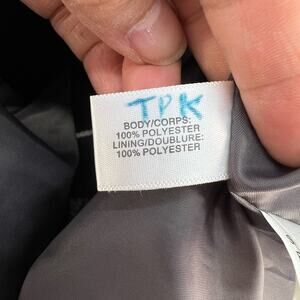 TPK
BODY/CORPS:
100% POLYESTER
LINING/DOUBLURE:
100% POLYESTER